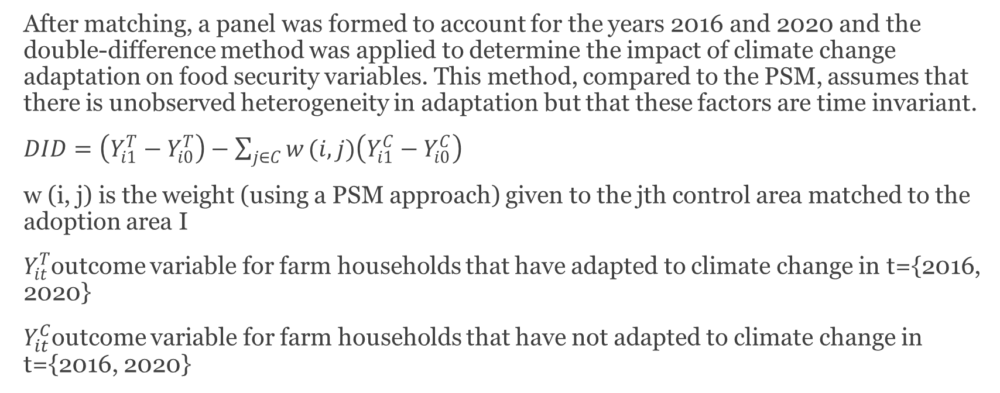 After matching, a panel was formed to account for the years 2016 and 2020 and the
double-difference method was applied to determine the impact of climate change
adaptation on food security variables. This method, compared to the PSM, assumes that
there is unobserved heterogeneity in adaptation but that these factors are time invariant.
$DID = (Y_{i1}^{T} - Y_{i0}^{T}) - \sum_{j \in C} w\,(i,j)(Y_{i1}^{C} - Y_{i0}^{C})$
w (i, j) is the weight (using a PSM approach) given to the jth control area matched to the
adoption area I
$Y_{it}^{T}$ outcome variable for farm households that have adapted to climate change in t={2016,
2020}
$Y_{it}^{C}$ outcome variable for farm households that have not adapted to climate change in
t={2016, 2020}